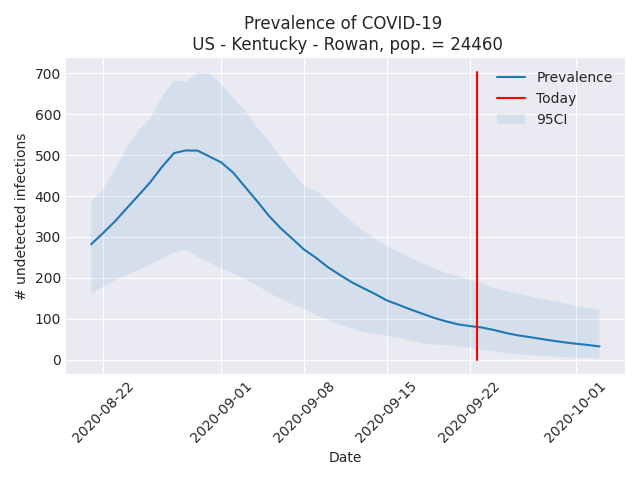 Prevalence of COVID-19
US - Kentucky - Rowan, pop. = 24460
Prevalence
Today
95CI
700
600
500
400
300
200
100
0
# undetected infections
2020-08-22
2020-09-01
2020-09-08
2020-09-15
2020-09-22
2020-10-01
Date